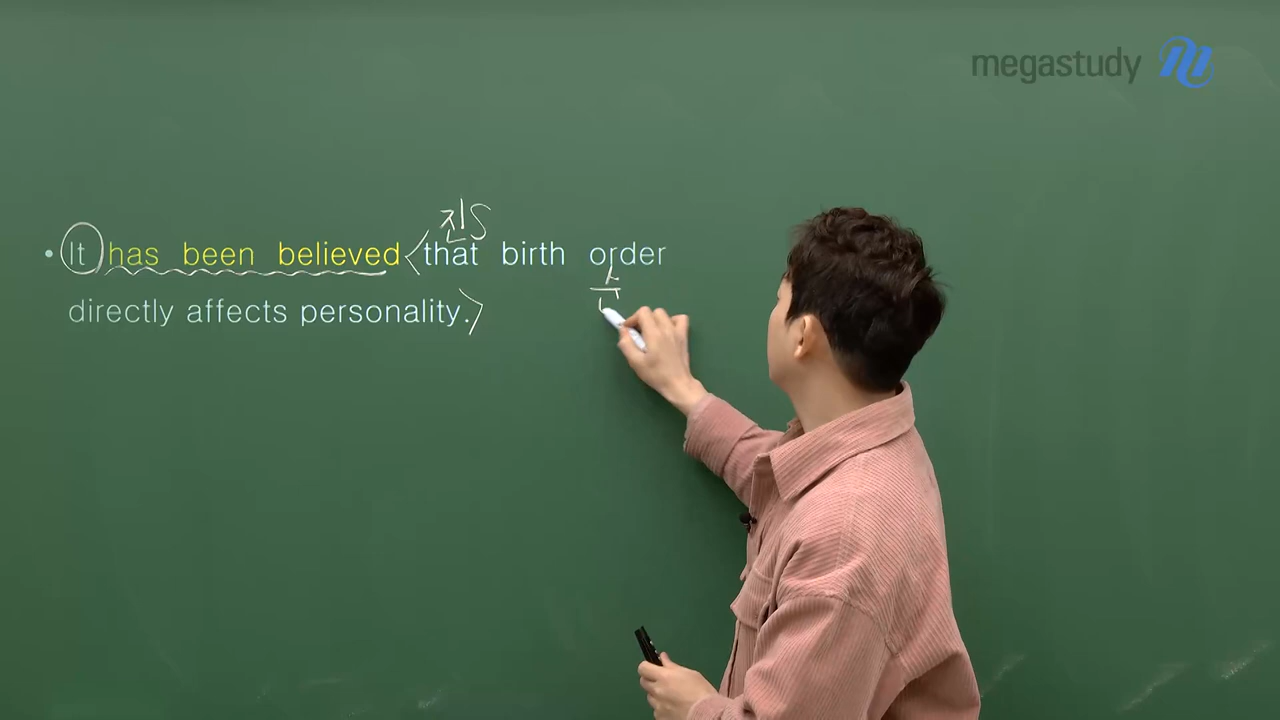 megastudy
진S
• It has been believed < that birth order
directly affects personality. >